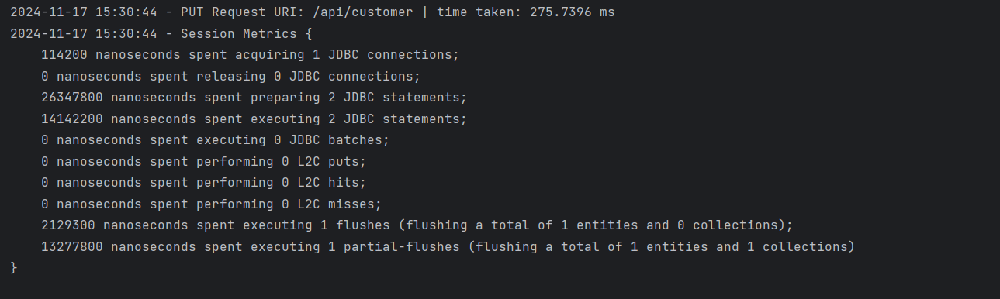 2024-11-17 15:30:44 - PUT Request URI: /api/customer | time taken: 275.7396 ms
2024-11-17 15:30:44 - Session Metrics {
    114200 nanoseconds spent acquiring 1 JDBC connections;
    0 nanoseconds spent releasing 0 JDBC connections;
    26347800 nanoseconds spent preparing 2 JDBC statements;
    14142200 nanoseconds spent executing 2 JDBC statements;
    0 nanoseconds spent executing 0 JDBC batches;
    0 nanoseconds spent performing 0 L2C puts;
    0 nanoseconds spent performing 0 L2C hits;
    0 nanoseconds spent performing 0 L2C misses;
    2129300 nanoseconds spent executing 1 flushes (flushing a total of 1 entities and 0 collections);
    13277800 nanoseconds spent executing 1 partial-flushes (flushing a total of 1 entities and 1 collections)
}